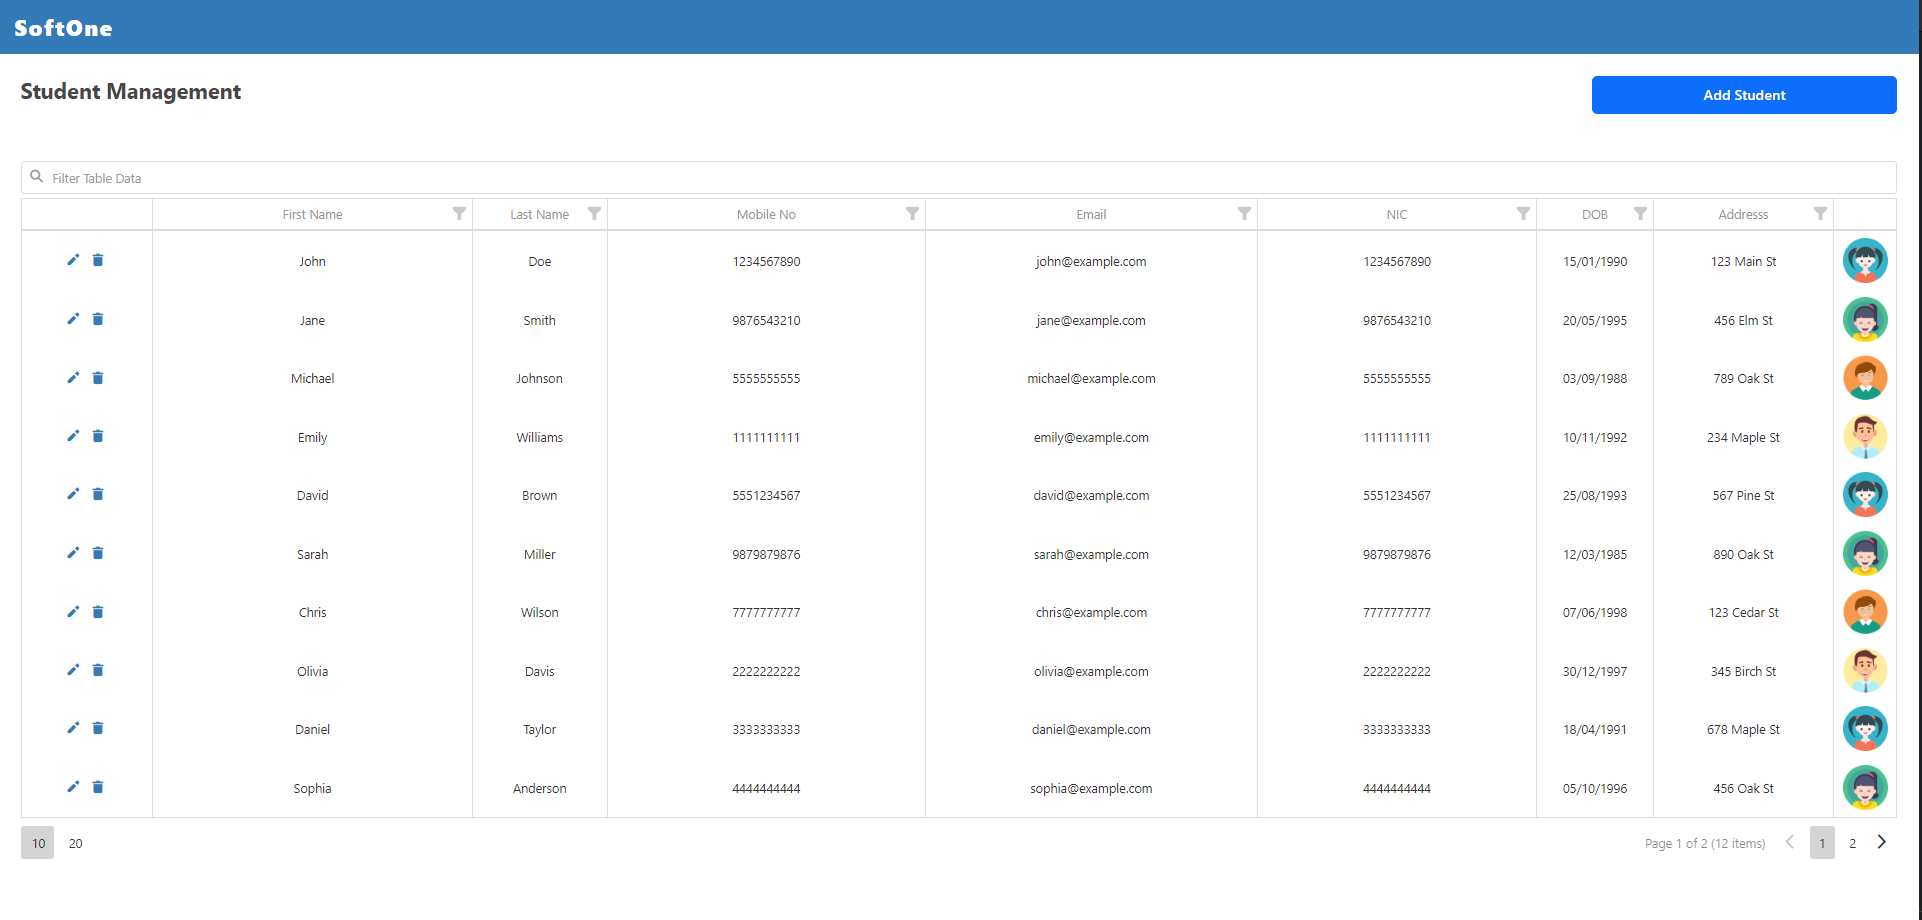 SoftOne
Student Management
Add Student
Filter Table Data
First Name Last Name Mobile No Email NIC DOB Addresss
John Doe 1234567890 john@example.com 1234567890 15/01/1990 123 Main St
Jane Smith 9876543210 jane@example.com 9876543210 20/05/1995 456 Elm St
Michael Johnson 5555555555 michael@example.com 5555555555 03/09/1988 789 Oak St
Emily Williams 1111111111 emily@example.com 1111111111 10/11/1992 234 Maple St
David Brown 5551234567 david@example.com 5551234567 25/08/1993 567 Pine St
Sarah Miller 9879879876 sarah@example.com 9879879876 12/03/1985 890 Oak St
Chris Wilson 7777777777 chris@example.com 7777777777 07/06/1998 123 Cedar St
Olivia Davis 2222222222 olivia@example.com 2222222222 30/12/1997 345 Birch St
Daniel Taylor 3333333333 daniel@example.com 3333333333 18/04/1991 678 Maple St
Sophia Anderson 4444444444 sophia@example.com 4444444444 05/10/1996 456 Oak St
10 20 Page 1 of 2 (12 items) 1 2